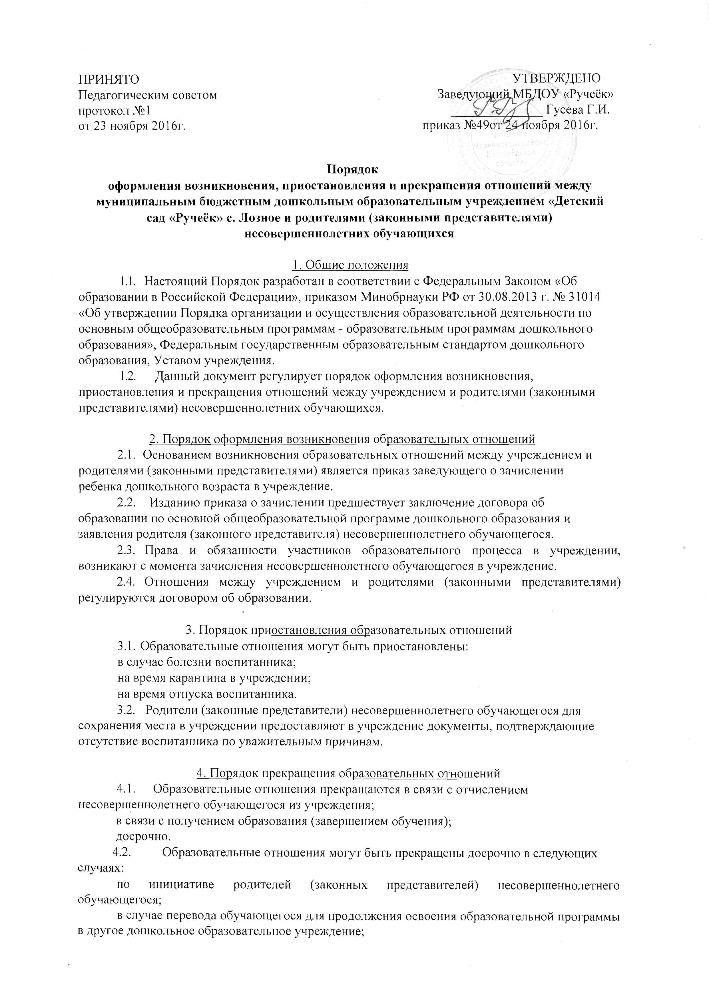 ПРИНЯТО
УТВЕРЖДЕНО
Педагогическим советом
Заведующий МБДОУ «Ручеёк»
протокол №1
Гусева Г.И.
от 23 ноября 2016г.
приказ №49от 24 ноября 2016г.
с. Лозное
Чернянского района
Белгородской
области»
Порядок
оформления возникновения, приостановления и прекращения отношений между
муниципальным бюджетным дошкольным образовательным учреждением «Детский
сад «Ручеёк» с. Лозное и родителями (законными представителями)
несовершеннолетних обучающихся
1. Общие положения
1.1. Настоящий Порядок разработан в соответствии с Федеральным Законом «Об
образовании в Российской Федерации», приказом Минобрнауки РФ от 30.08.2013 г. № 31014
«Об утверждении Порядка организации и осуществления образовательной деятельности по
основным общеобразовательным программам - образовательным программам дошкольного
образования», Федеральным государственным образовательным стандартом дошкольного
образования, Уставом учреждения.
1.2. Данный документ регулирует порядок оформления возникновения,
приостановления и прекращения отношений между учреждением и родителями (законными
представителями) несовершеннолетних обучающихся.
2. Порядок оформления возникновения образовательных отношений
2.1. Основанием возникновения образовательных отношений между учреждением и
родителями (законными представителями) является приказ заведующего о зачислении
ребенка дошкольного возраста в учреждение.
2.2. Изданию приказа о зачислении предшествует заключение договора об
образовании по основной общеобразовательной программе дошкольного образования и
заявления родителя (законного представителя) несовершеннолетнего обучающегося.
2.3. Права и обязанности участников образовательного процесса в учреждении,
возникают с момента зачисления несовершеннолетнего обучающегося в учреждение.
2.4. Отношения между учреждением и родителями (законными представителями)
регулируются договором об образовании.
3. Порядок приостановления образовательных отношений
3.1. Образовательные отношения могут быть приостановлены:
в случае болезни воспитанника;
на время карантина в учреждении;
на время отпуска воспитанника.
3.2. Родители (законные представители) несовершеннолетнего обучающегося для
сохранения места в учреждении предоставляют в учреждение документы, подтверждающие
отсутствие воспитанника по уважительным причинам.
4. Порядок прекращения образовательных отношений
4.1. Образовательные отношения прекращаются в связи с отчислением
несовершеннолетнего обучающегося из учреждения;
в связи с получением образования (завершением обучения);
досрочно.
4.2. Образовательные отношения могут быть прекращены досрочно в следующих
случаях:
по инициативе родителей (законных представителей) несовершеннолетнего
обучающегося;
в случае перевода обучающегося для продолжения освоения образовательной программы
в другое дошкольное образовательное учреждение;